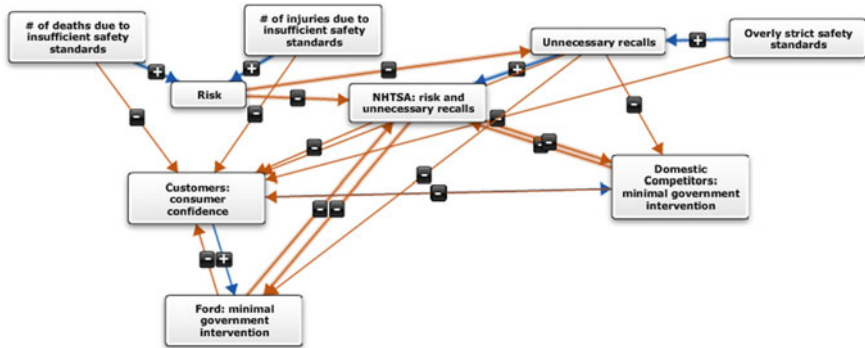 # of deaths due to
insufficient safety
standards
# of injuries due to
insufficient safety
standards
Unnecessary recalls
Overly strict safety
standards
+
+
+
-
Risk
-
NHTSA: risk and
unnecessary recalls
+
-
-
-
-
-
-
-
Domestic
Competitors:
minimal government
intervention
-
Customers:
consumer
confidence
-
-
-
-
+
Ford: minimal
government
intervention